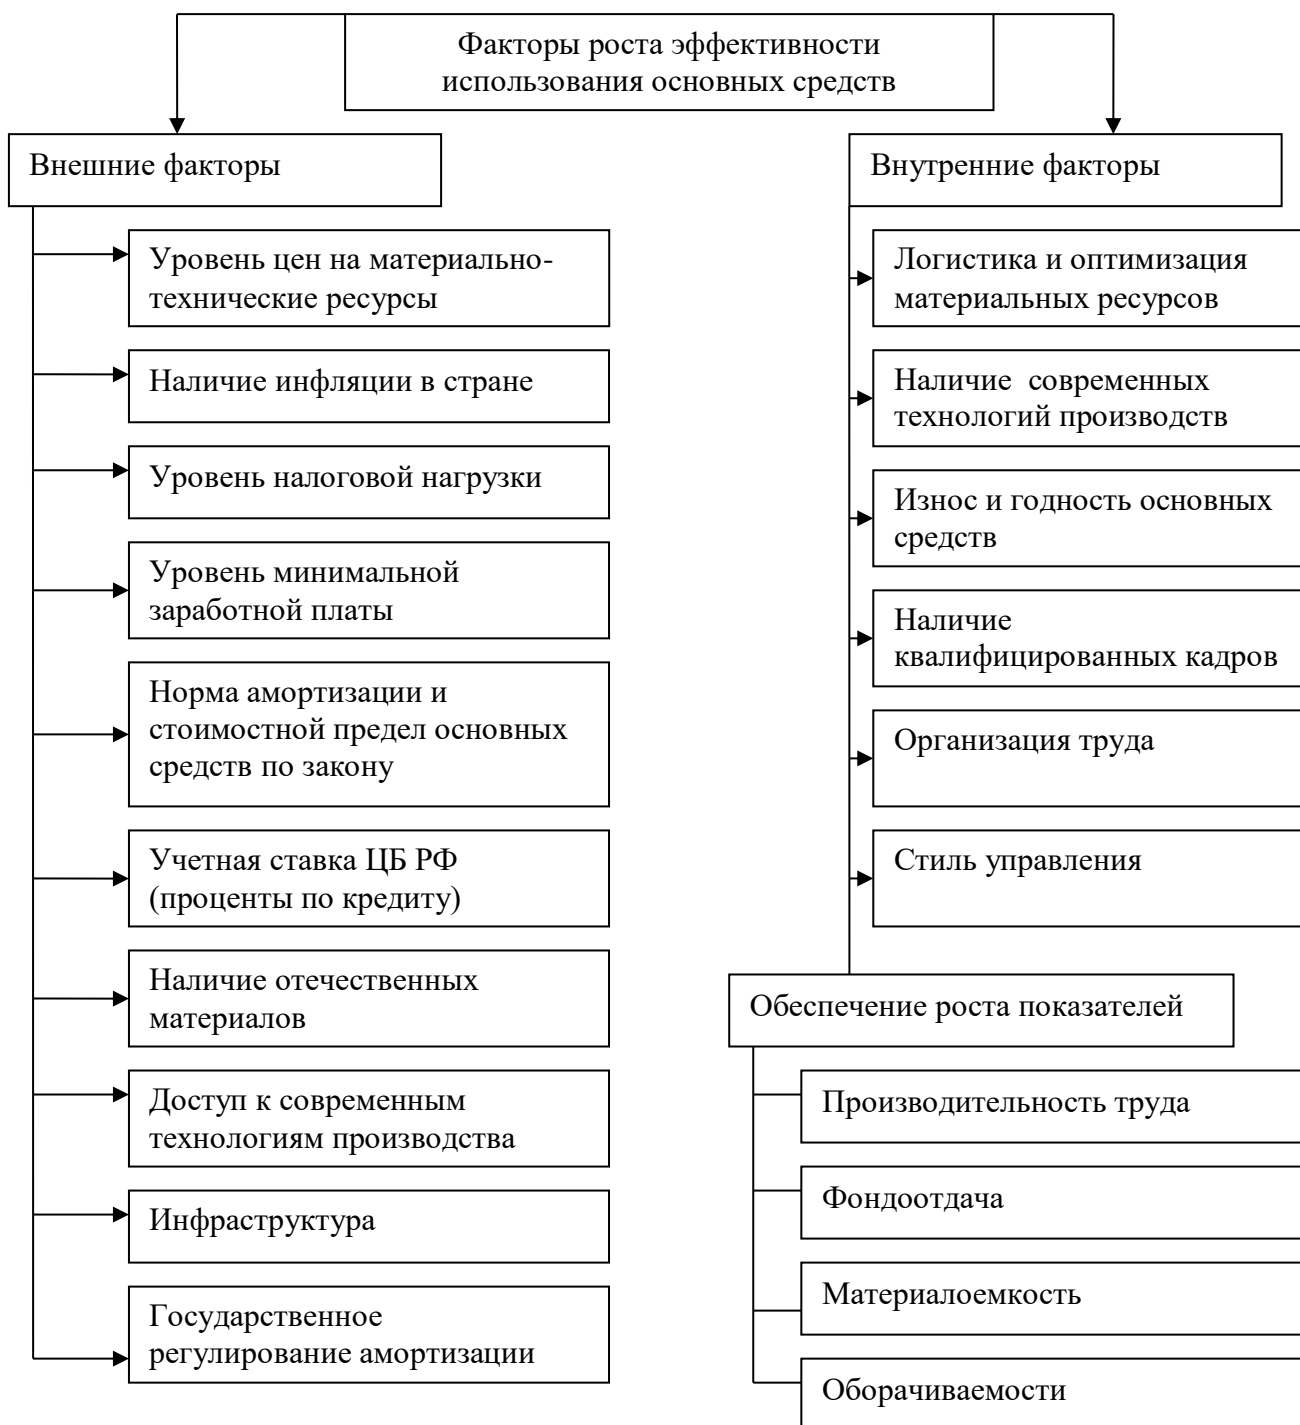 Факторы роста эффективности
использования основных средств
Внешние факторы
Уровень цен на материально-
технические ресурсы
Наличие инфляции в стране
Уровень налоговой нагрузки
Уровень минимальной
заработной платы
Норма амортизации и
стоимостной предел основных
средств по закону
Учетная ставка ЦБ РФ
(проценты по кредиту)
Наличие отечественных
материалов
Доступ к современным
технологиям производства
Инфраструктура
Государственное
регулирование амортизации
Внутренние факторы
Логистика и оптимизация
материальных ресурсов
Наличие  современных
технологий производств
Износ и годность основных
средств
Наличие
квалифицированных кадров
Организация труда
Стиль управления
Обеспечение роста показателей
Производительность труда
Фондоотдача
Материалоемкость
Оборачиваемости